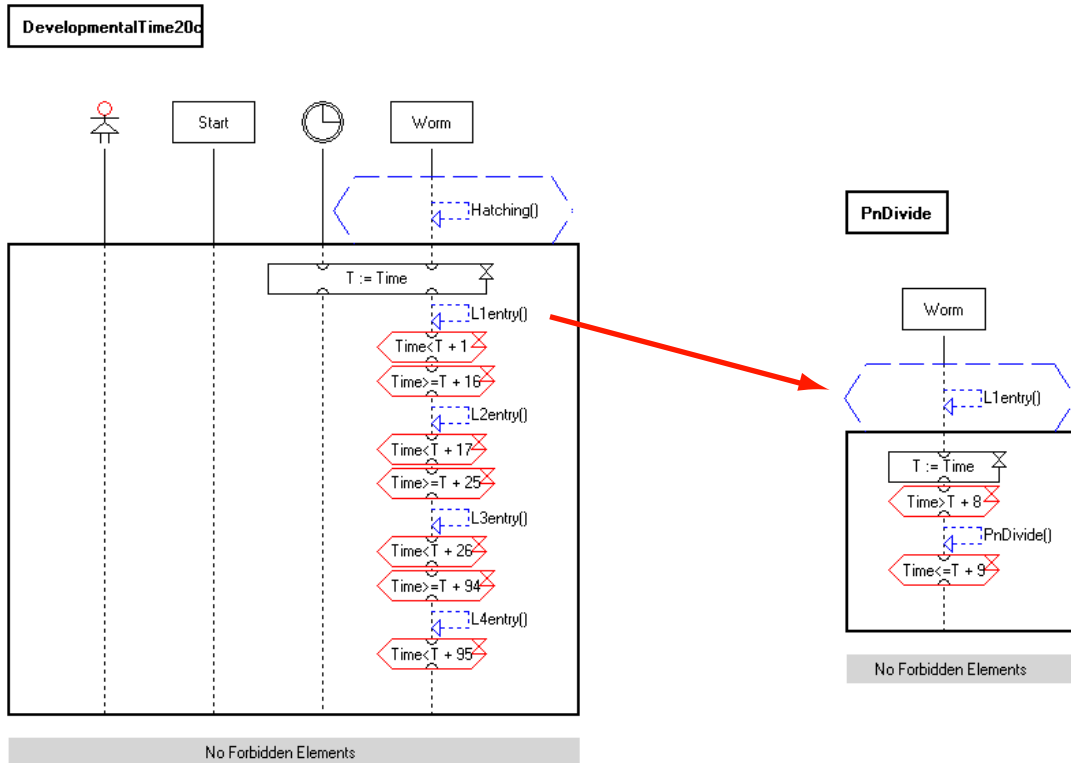 DevelopmentalTime20c
Start
Worm
Hatching()
T := Time
L1entry()
Time<T + 1
Time>=T + 16
L2entry()
Time<T + 17
Time>=T + 25
L3entry()
Time<T + 26
Time>=T + 94
L4entry()
Time<T + 95
No Forbidden Elements
PnDivide
Worm
L1entry()
T := Time
Time>T + 8
PnDivide()
Time<=T + 9
No Forbidden Elements